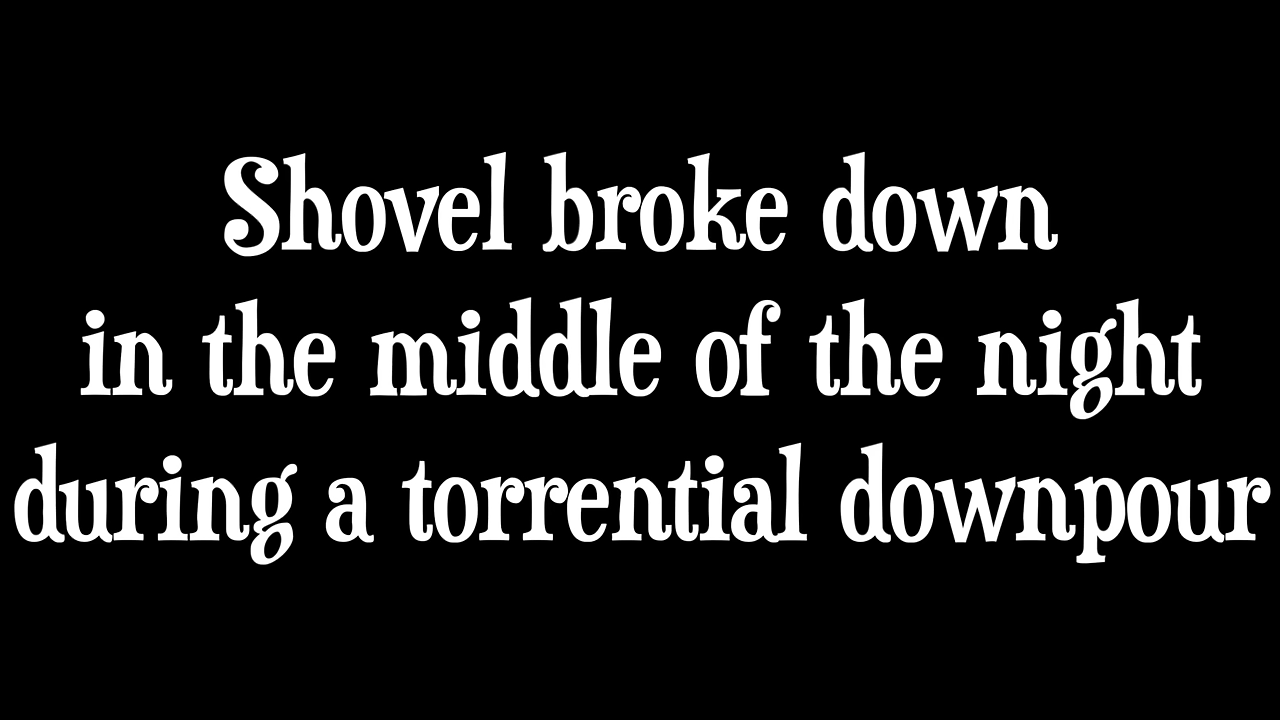 Shovel broke down
in the middle of the night
during a torrential downpour